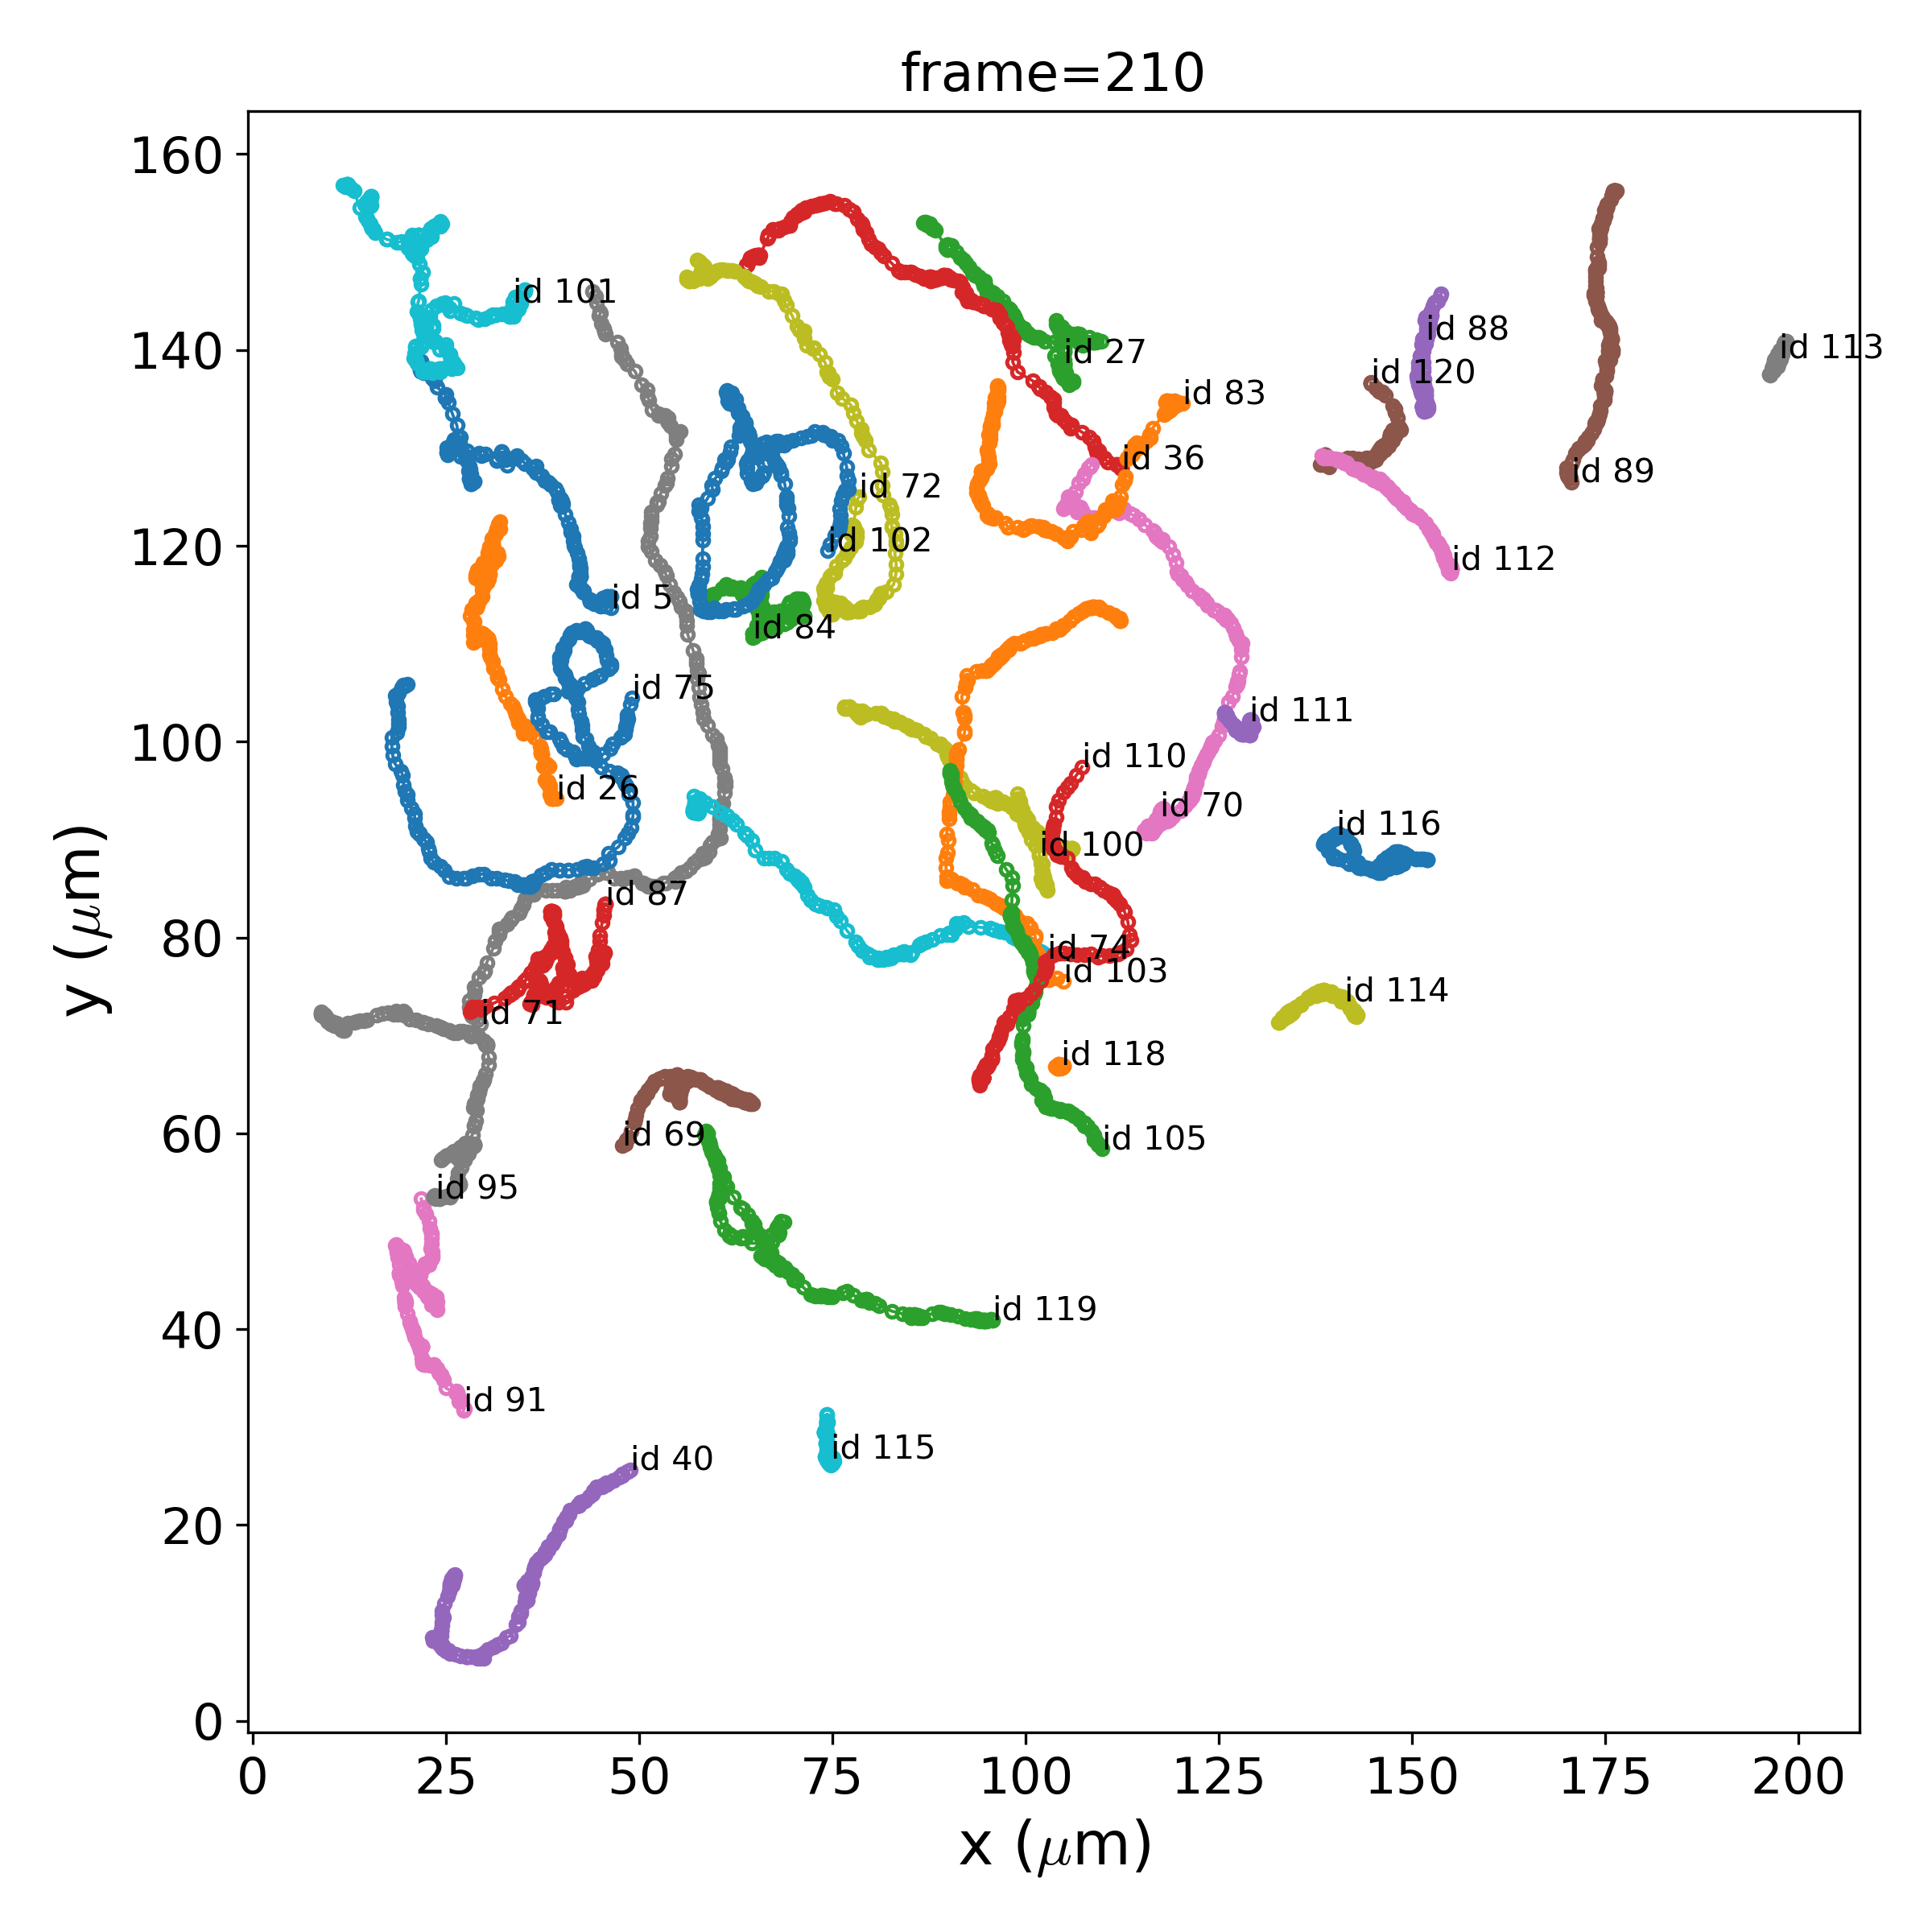 frame=210
160
140
120
100
80
60
40
20
0
y (μm)
id 101
id 27
id 88
id 113
id 120
id 83
id 36
id 89
id 72
id 102
id 112
id 5
id 84
id 75
id 111
id 26
id 110
id 70
id 100
id 116
id 87
id 74
id 103
id 114
id 71
id 118
id 69
id 105
id 95
id 119
id 91
id 115
id 40
0
25
50
75
100
125
150
175
200
x (μm)